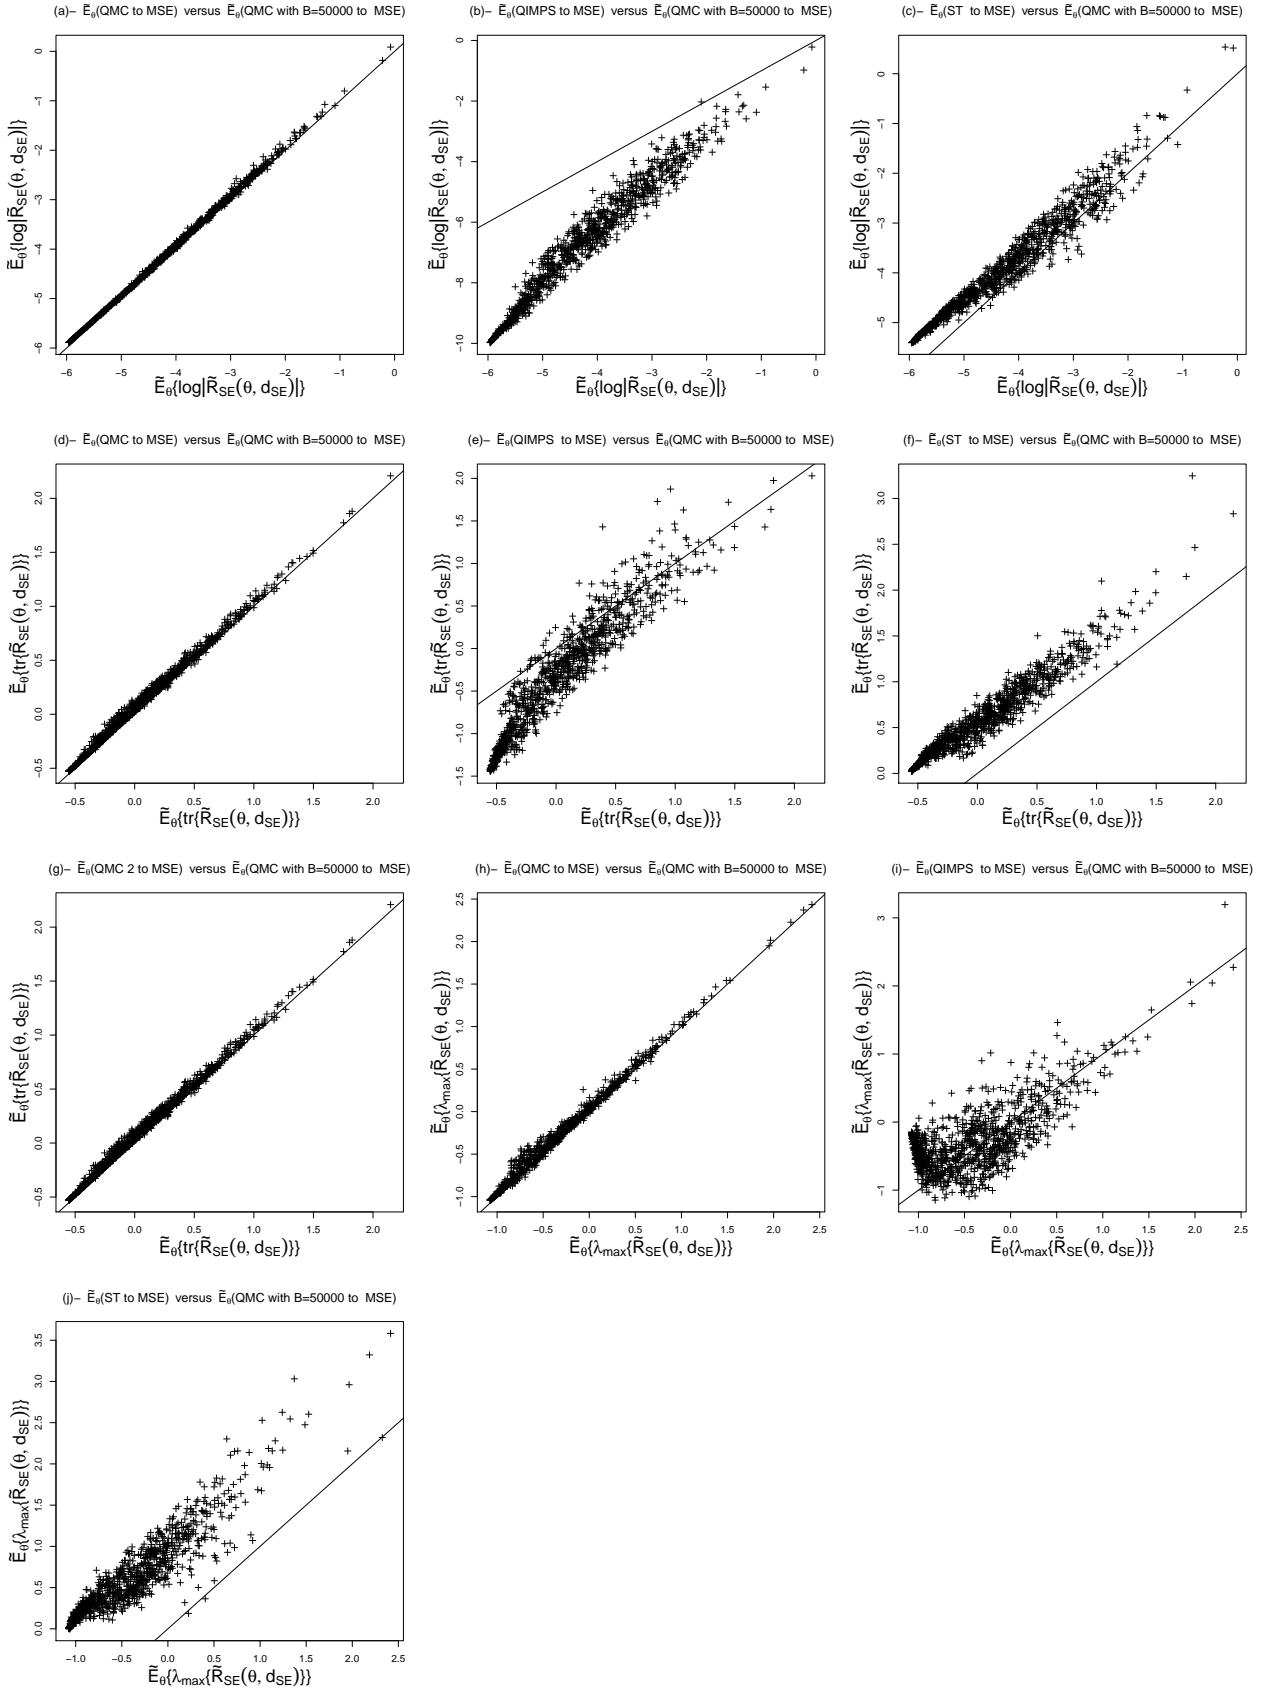 (a)− Ẽθ(QMC to MSE) versus Ẽθ(QMC with B=50000 to MSE)
(b)− Ẽθ(QIMPS to MSE) versus Ẽθ(QMC with B=50000 to MSE)
(c)− Ẽθ(ST to MSE) versus Ẽθ(QMC with B=50000 to MSE)
Ẽθ{log|R̃SE(θ, dSE)|}
0
−1
−2
−3
−4
−5
−6
−6 −5 −4 −3 −2 −1 0
Ẽθ{log|R̃SE(θ, dSE)|}
Ẽθ{log|R̃SE(θ, dSE)|}
0
−2
−4
−6
−8
−10
−6 −5 −4 −3 −2 −1 0
Ẽθ{log|R̃SE(θ, dSE)|}
Ẽθ{log|R̃SE(θ, dSE)|}
0
−1
−2
−3
−4
−5
−6 −5 −4 −3 −2 −1 0
Ẽθ{log|R̃SE(θ, dSE)|}
(d)− Ẽθ(QMC to MSE) versus Ẽθ(QMC with B=50000 to MSE)
(e)− Ẽθ(QIMPS to MSE) versus Ẽθ(QMC with B=50000 to MSE)
(f)− Ẽθ(ST to MSE) versus Ẽθ(QMC with B=50000 to MSE)
Ẽθ{tr{R̃SE(θ, dSE)}}
2.0
1.5
1.0
0.5
0.0
−0.5
−0.5 0.0 0.5 1.0 1.5 2.0
Ẽθ{tr{R̃SE(θ, dSE)}}
Ẽθ{tr{R̃SE(θ, dSE)}}
2.0
1.5
1.0
0.5
0.0
−0.5
−1.0
−1.5
−0.5 0.0 0.5 1.0 1.5 2.0
Ẽθ{tr{R̃SE(θ, dSE)}}
Ẽθ{tr{R̃SE(θ, dSE)}}
3.0
2.5
2.0
1.5
1.0
0.5
0.0
−0.5 0.0 0.5 1.0 1.5 2.0
Ẽθ{tr{R̃SE(θ, dSE)}}
(g)− Ẽθ(QMC 2 to MSE) versus Ẽθ(QMC with B=50000 to MSE)
(h)− Ẽθ(QMC to MSE) versus Ẽθ(QMC with B=50000 to MSE)
(i)− Ẽθ(QIMPS to MSE) versus Ẽθ(QMC with B=50000 to MSE)
Ẽθ{tr{R̃SE(θ, dSE)}}
2.0
1.5
1.0
0.5
0.0
−0.5
−0.5 0.0 0.5 1.0 1.5 2.0
Ẽθ{tr{R̃SE(θ, dSE)}}
Ẽθ{λmax{R̃SE(θ, dSE)}}
2.5
2.0
1.5
1.0
0.5
0.0
−0.5
−1.0
−1.0 −0.5 0.0 0.5 1.0 1.5 2.0 2.5
Ẽθ{λmax{R̃SE(θ, dSE)}}
Ẽθ{λmax{R̃SE(θ, dSE)}}
3
2
1
0
−1
−1.0 −0.5 0.0 0.5 1.0 1.5 2.0 2.5
Ẽθ{λmax{R̃SE(θ, dSE)}}
(j)− Ẽθ(ST to MSE) versus Ẽθ(QMC with B=50000 to MSE)
Ẽθ{λmax{R̃SE(θ, dSE)}}
3.5
3.0
2.5
2.0
1.5
1.0
0.5
0.0
−1.0 −0.5 0.0 0.5 1.0 1.5 2.0 2.5
Ẽθ{λmax{R̃SE(θ, dSE)}}